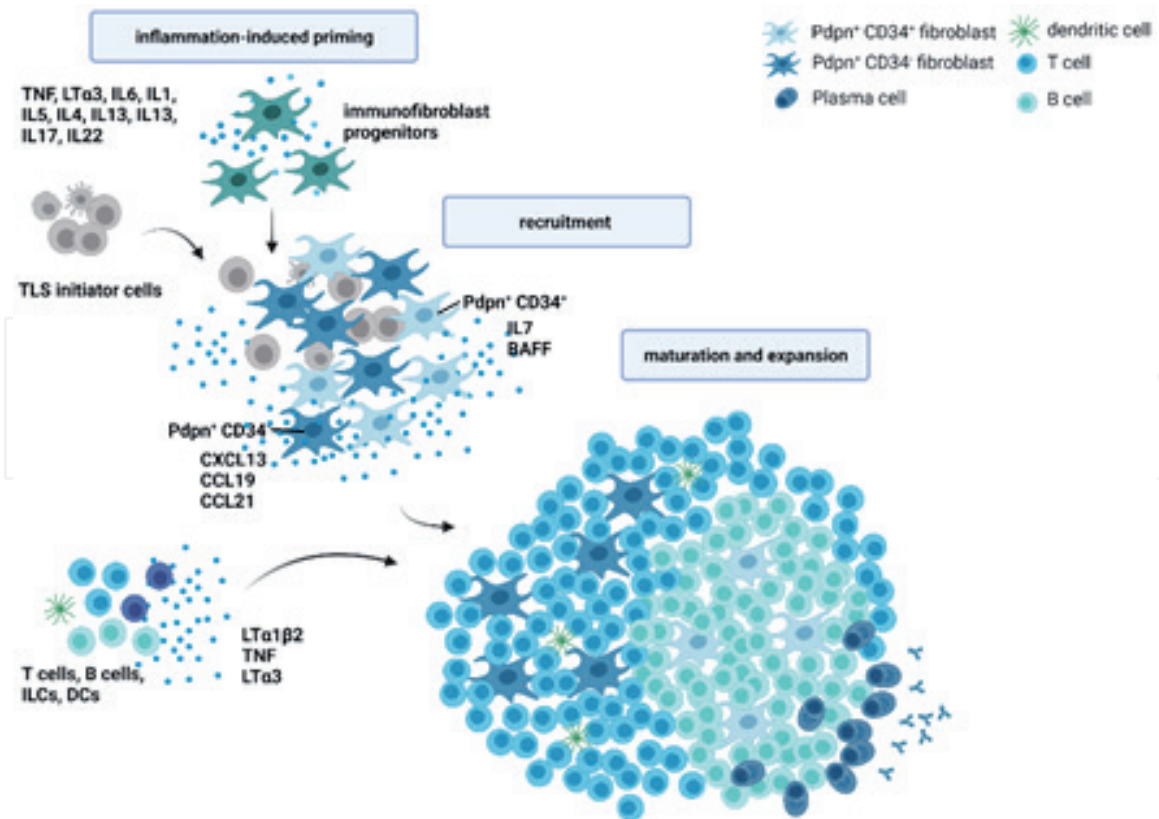 inflammation-induced priming
Pdpn⁺ CD34⁺ fibroblast
dendritic cell
Pdpn⁺ CD34⁻ fibroblast
T cell
Plasma cell
B cell
TNF, LTα3, IL6, IL1,
IL5, IL4, IL13, IL13,
IL17, IL22
immunofibroblast
progenitors
recruitment
TLS initiator cells
Pdpn⁺ CD34⁺
IL7
BAFF
maturation and expansion
Pdpn⁺ CD34
CXCL13
CCL19
CCL21
LTα1β2
TNF
LTα3
T cells, B cells,
ILCs, DCs